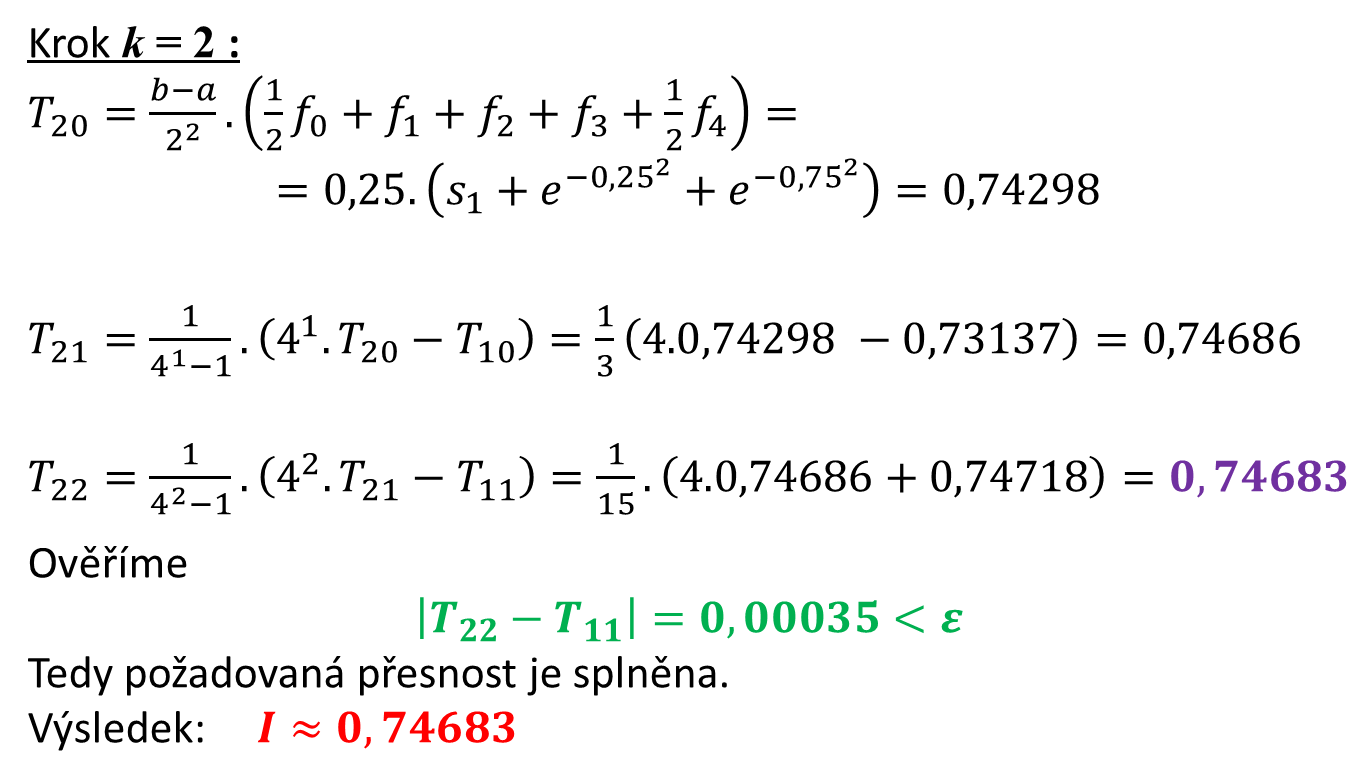 Krok k = 2 :
T₂₀ = (b−a)/2² . (1/2 f₀ + f₁ + f₂ + f₃ + 1/2 f₄) =
= 0,25. (s₁ + e^(−0,25²) + e^(−0,75²)) = 0,74298
T₂₁ = 1/(4¹−1) . (4¹. T₂₀ − T₁₀) = 1/3 (4.0,74298 − 0,73137) = 0,74686
T₂₂ = 1/(4²−1) . (4². T₂₁ − T₁₁) = 1/15 . (4.0,74686 + 0,74718) = 0, 74683
Ověříme
|T₂₂ − T₁₁| = 0, 00035 < ε
Tedy požadovaná přesnost je splněna.
Výsledek: I ≈ 0, 74683